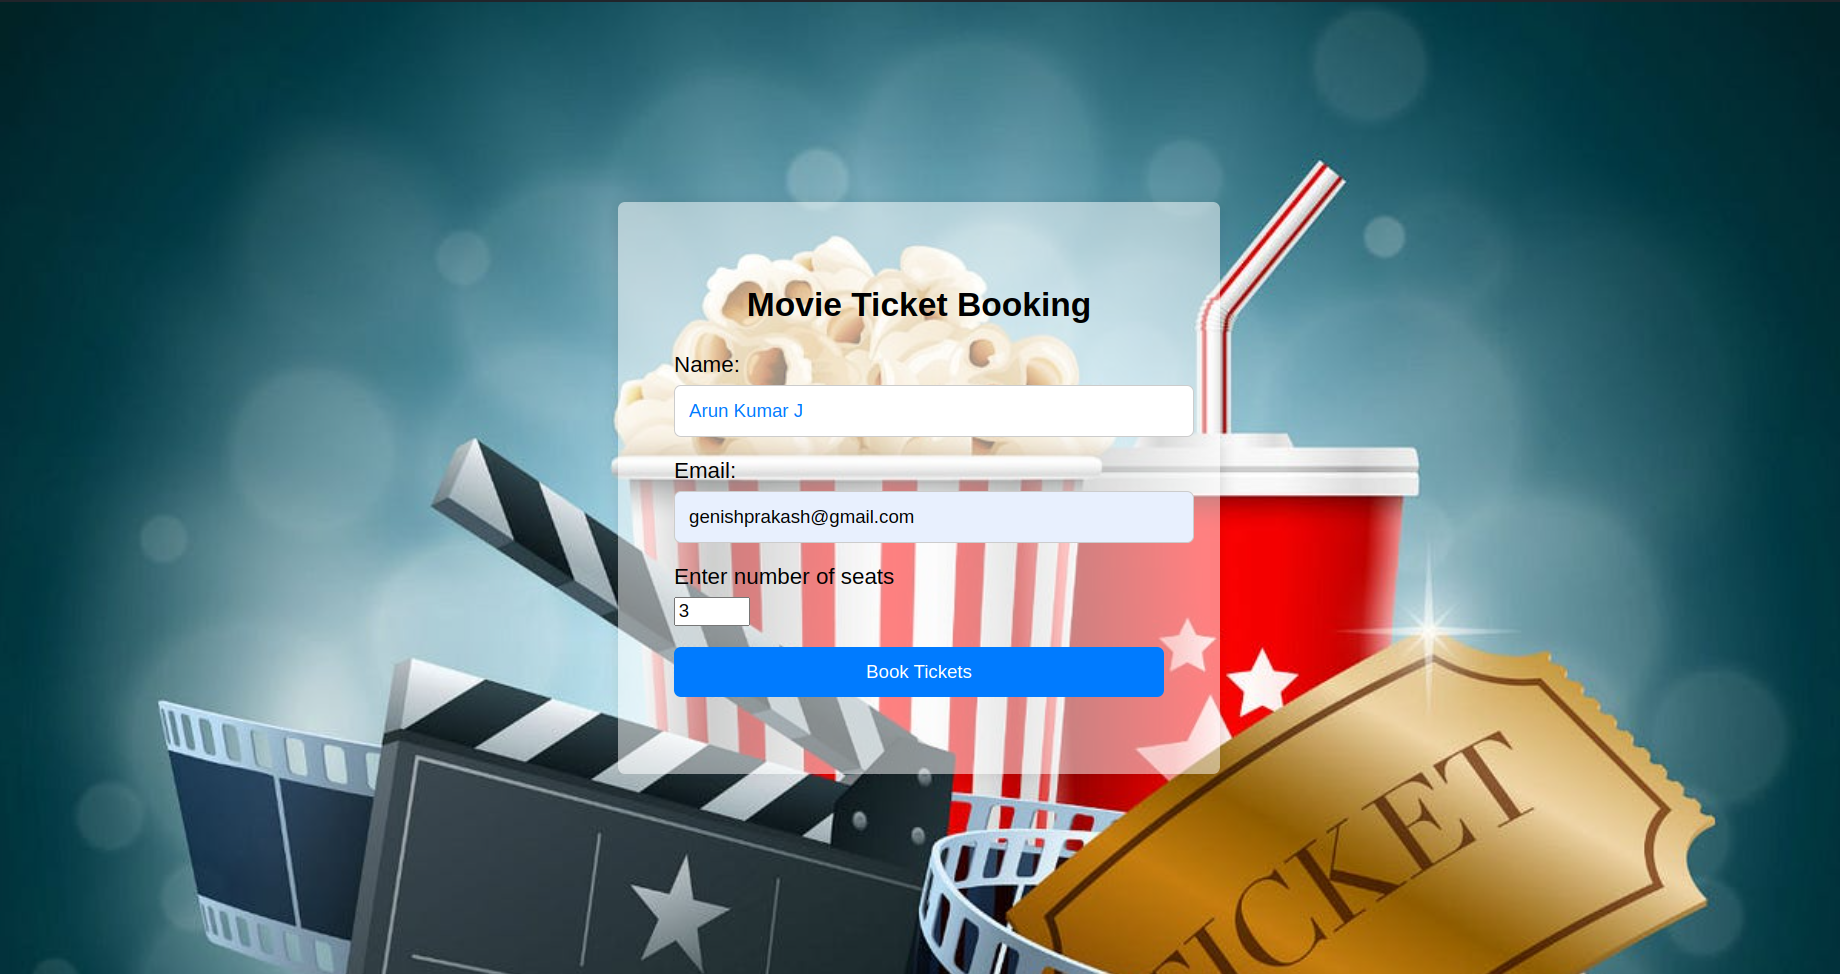 Movie Ticket Booking
Name:
Arun Kumar J
Email:
genishprakash@gmail.com
Enter number of seats
3
Book Tickets
TICKET